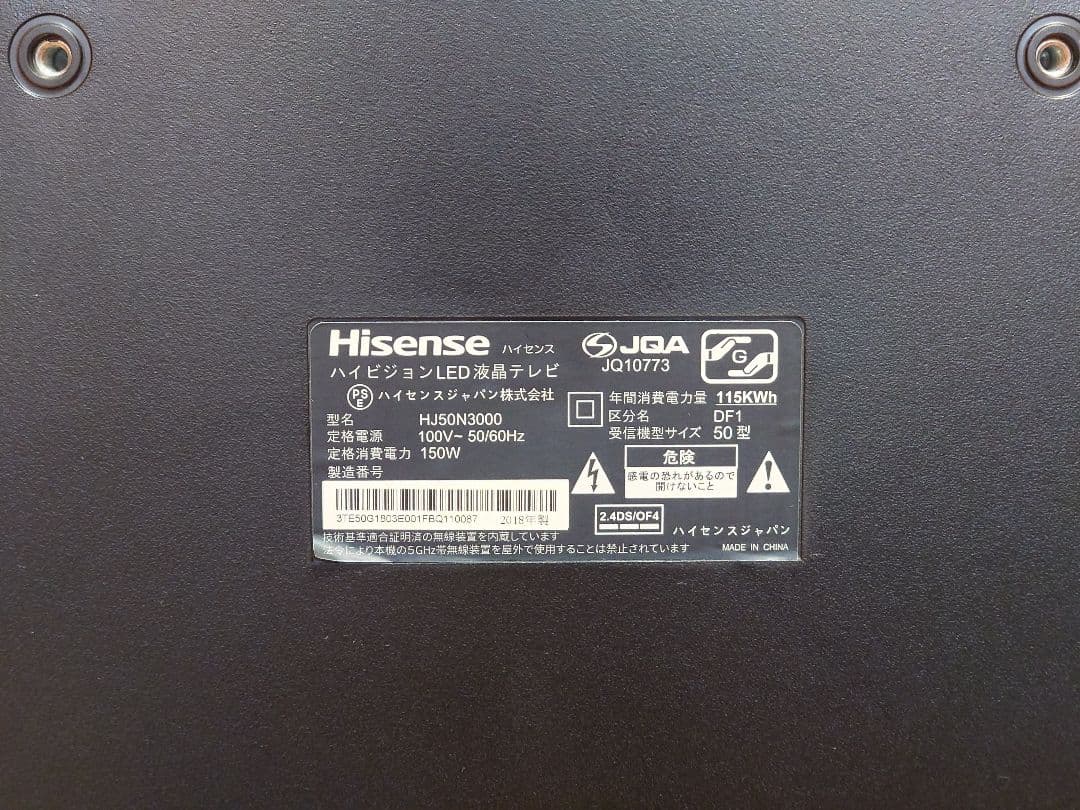 Hisense ハイセンス
ハイビジョンLED液晶テレビ
PSE ハイセンスジャパン株式会社
型名 HJ50N3000
定格電源 100V~ 50/60Hz
定格消費電力 150W
製造番号
3TE50G1803E001FBQ110087 2018年製
JQA
JQ10773
G
年間消費電力量 115KWh
区分名 DF1
受信機型サイズ 50型
危険
感電の恐れがあるので
開けないこと
2.4DS/OF4
ハイセンスジャパン
MADE IN CHINA
技術基準適合証明済の無線装置を内蔵しています
法令により本機の5GHz帯無線装置を屋外で使用することは禁止されています